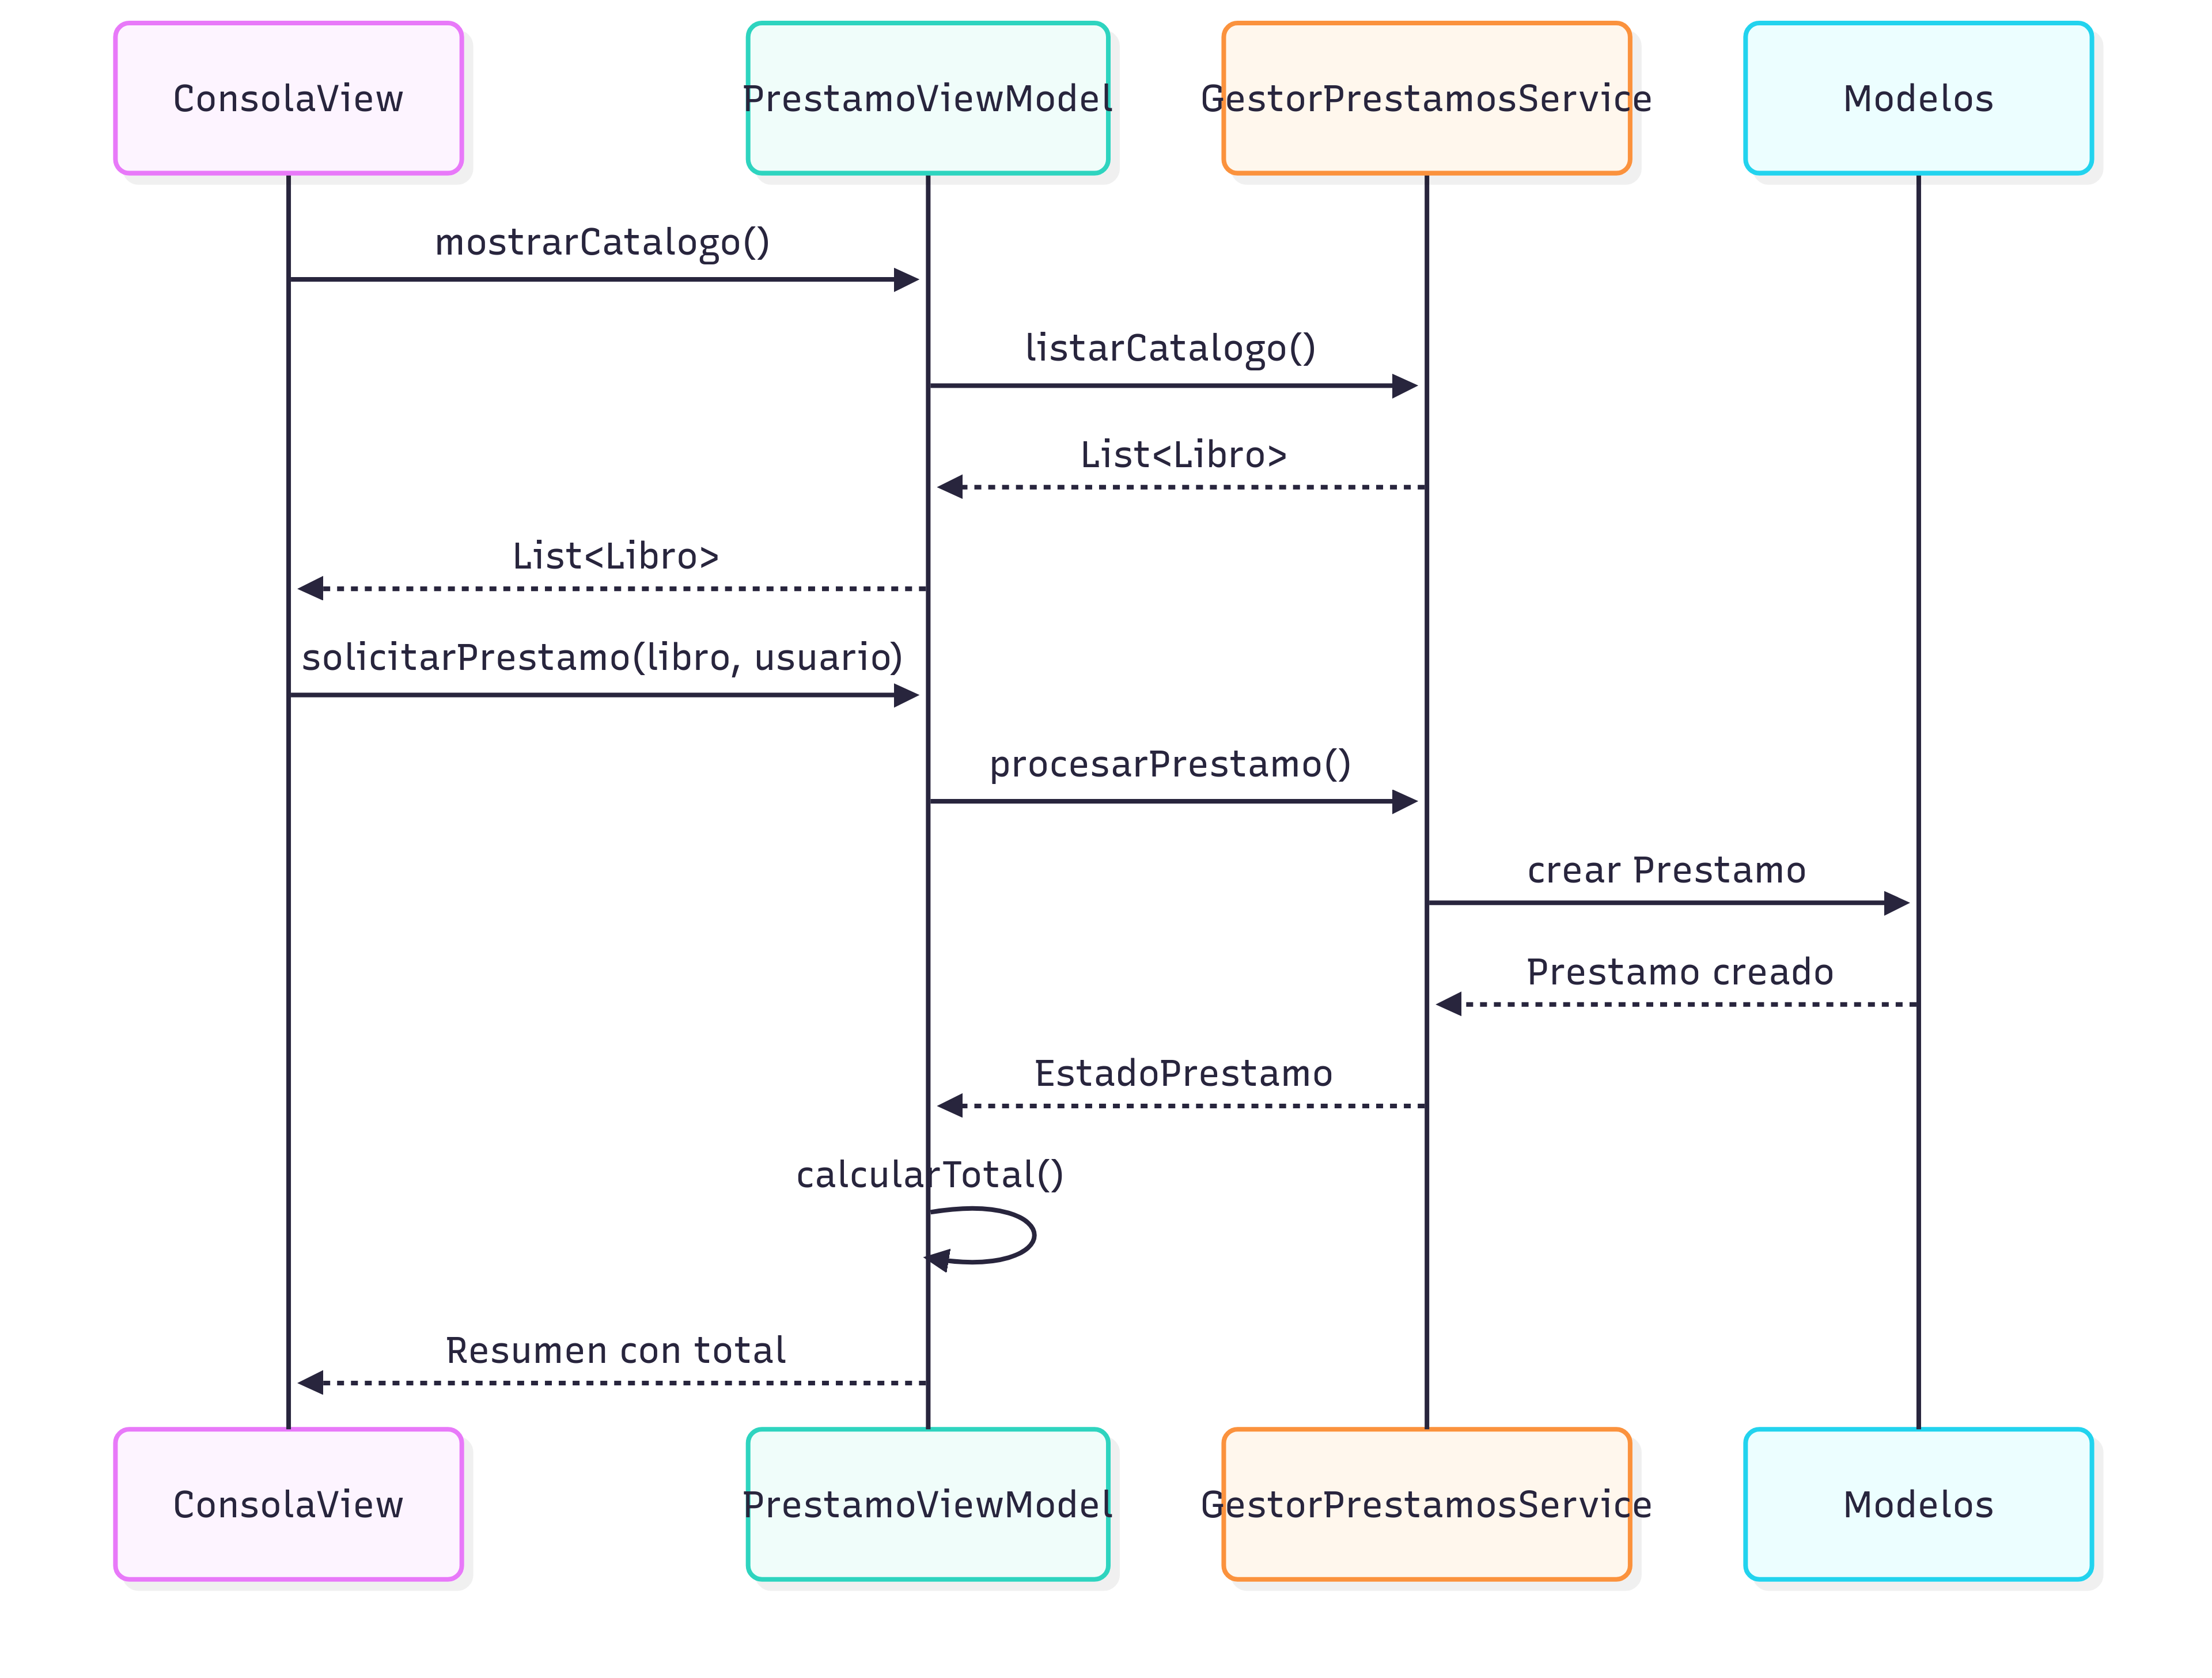 ConsolaView
PrestamoViewModel
GestorPrestamosService
Modelos
mostrarCatalogo()
listarCatalogo()
List<Libro>
List<Libro>
solicitarPrestamo(libro, usuario)
procesarPrestamo()
crear Prestamo
Prestamo creado
EstadoPrestamo
calcularTotal()
Resumen con total
ConsolaView
PrestamoViewModel
GestorPrestamosService
Modelos